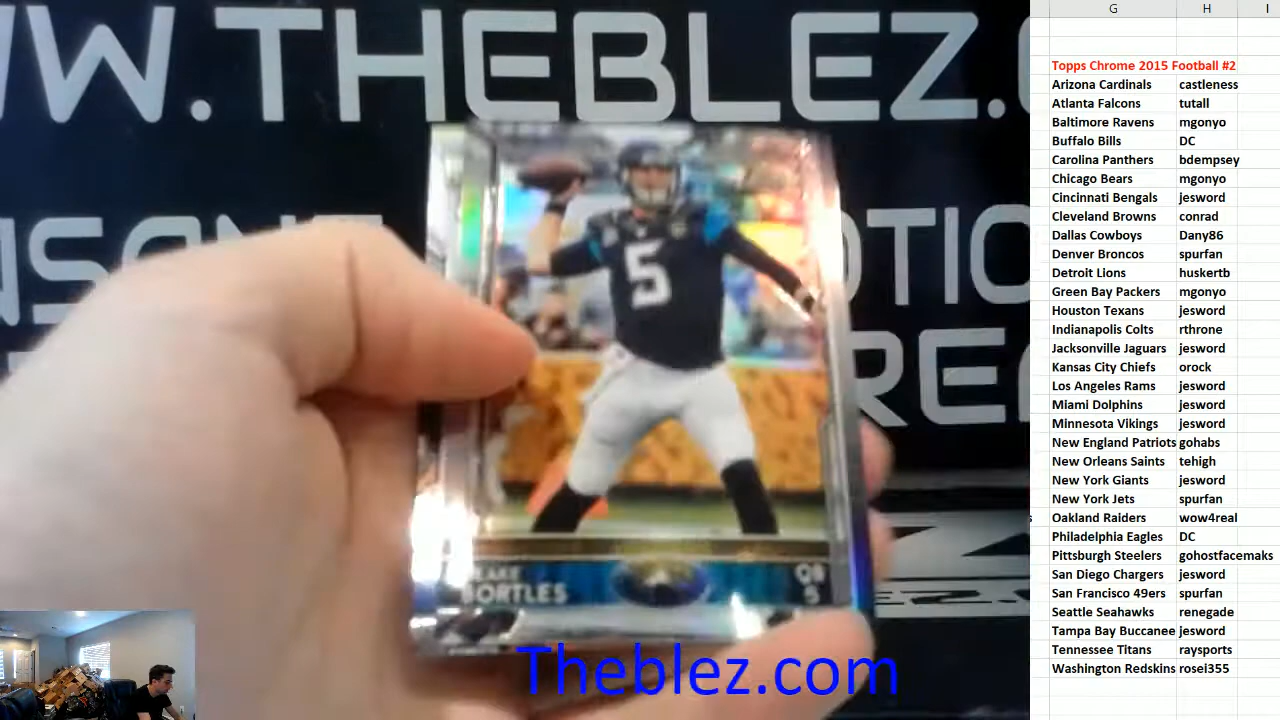 WWW.THEBLEZ.C
5
BORTLES
QB
5
Theblez.com
G H I
Topps Chrome 2015 Football #2
Arizona Cardinals castleness
Atlanta Falcons tutall
Baltimore Ravens mgonyo
Buffalo Bills DC
Carolina Panthers bdempsey
Chicago Bears mgonyo
Cincinnati Bengals jesword
Cleveland Browns conrad
Dallas Cowboys Dany86
Denver Broncos spurfan
Detroit Lions huskertb
Green Bay Packers mgonyo
Houston Texans jesword
Indianapolis Colts rthrone
Jacksonville Jaguars jesword
Kansas City Chiefs orock
Los Angeles Rams jesword
Miami Dolphins jesword
Minnesota Vikings jesword
New England Patriots gohabs
New Orleans Saints tehigh
New York Giants jesword
New York Jets spurfan
Oakland Raiders wow4real
Philadelphia Eagles DC
Pittsburgh Steelers gohostfacemaks
San Diego Chargers jesword
San Francisco 49ers spurfan
Seattle Seahawks renegade
Tampa Bay Buccanee jesword
Tennessee Titans raysports
Washington Redskins rosei355